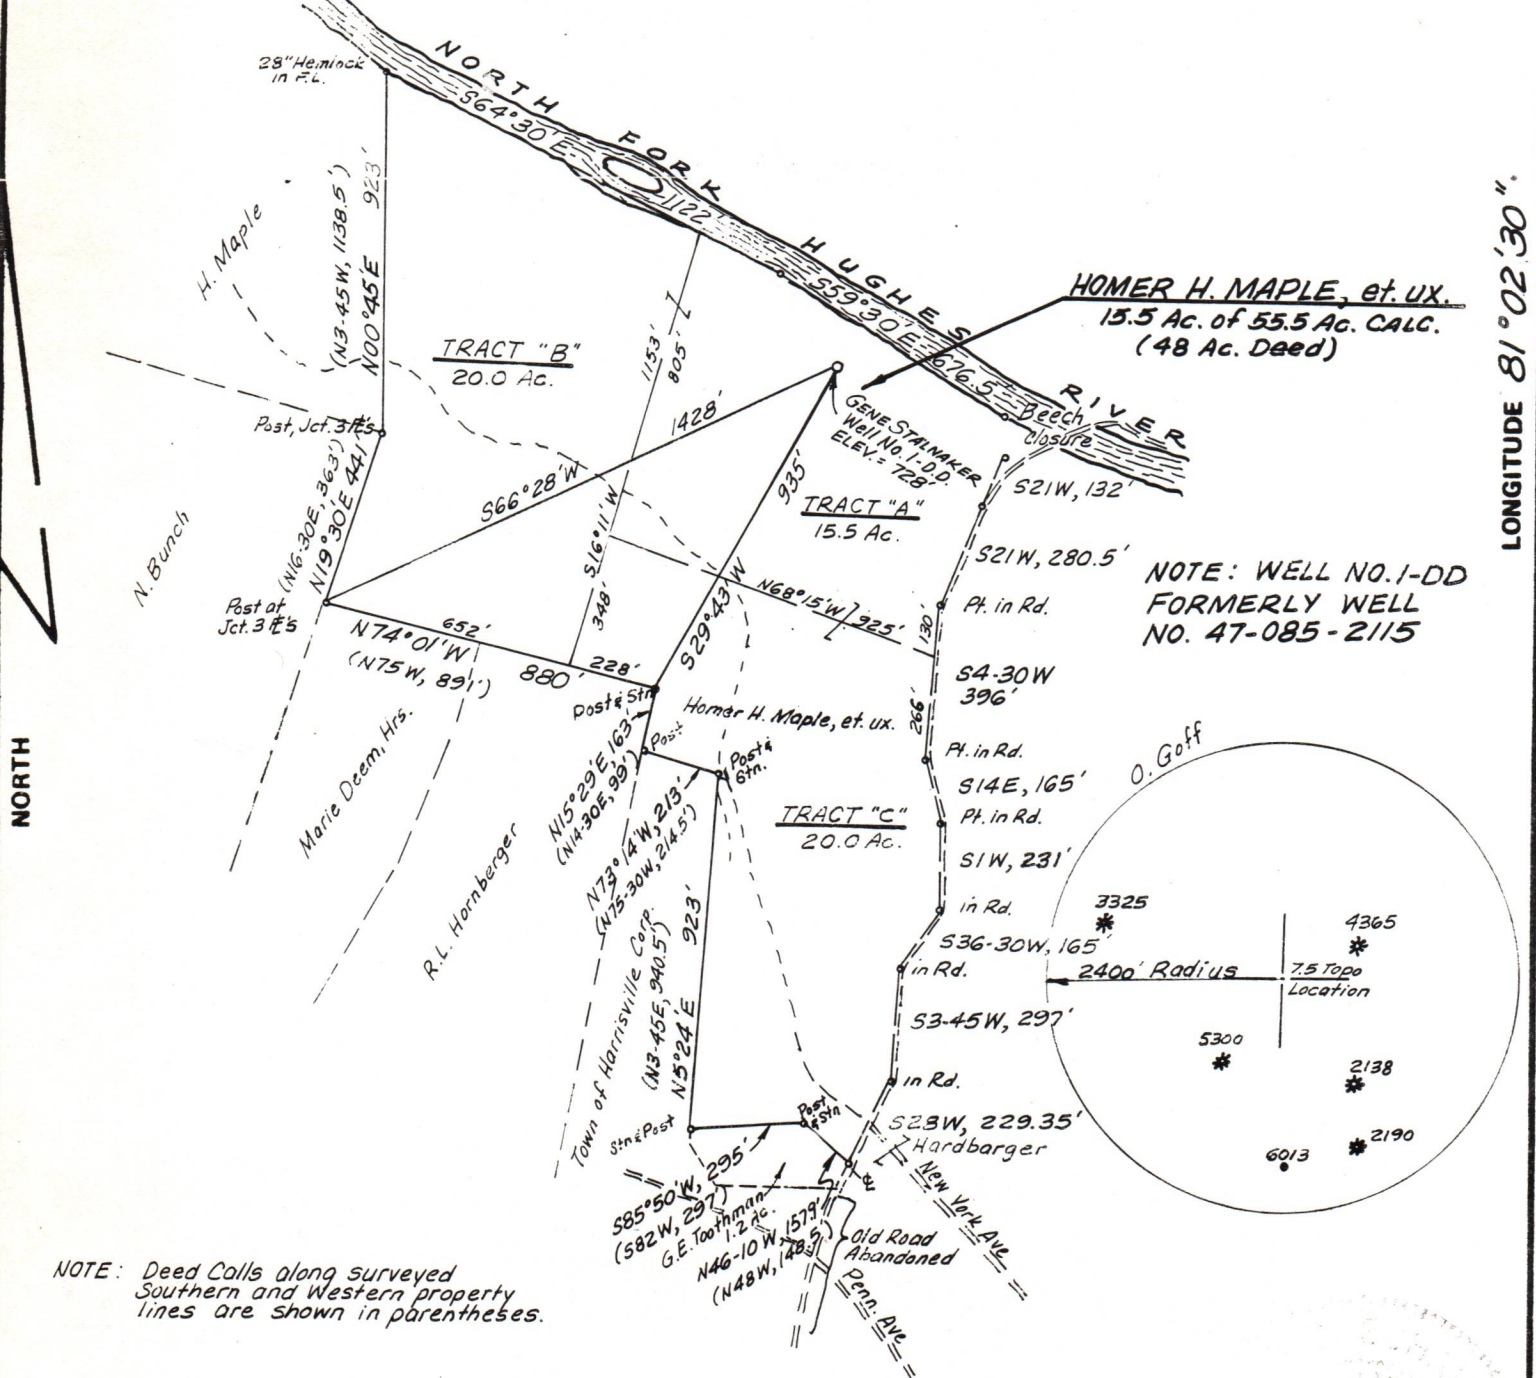 28" Hemlock
in F.L.
NORTH FORK HUGHES RIVER
S64°30'E
1122'
S59°30'E
676.5'
H. Maple
(N3-45W, 1138.5')
N00°45'E 923'
TRACT "B"
20.0 Ac.
1153'
805'
HOMER H. MAPLE, et. ux.
15.5 Ac. of 55.5 Ac. CALC.
(48 Ac. Deed)
LONGITUDE 81°02'30".
Beech
Closure
GENE STALNAKER
Well No. 1-D.D.
ELEV. = 728'
Post, Jct. 3 's
1428'
S66°28'W
935'
S29°43'W
TRACT "A"
15.5 Ac.
S21W, 132'
S21W, 280.5'
NOTE: WELL NO. 1-DD
FORMERLY WELL
NO. 47-085-2115
N. Bunch
(N16-30E, 363')
N19°30'E 441'
348' S16°11'W
N68°15'W 925'
130'
Pt. in Rd.
Post at
Jct. 3 's
652'
N74°01'W
(N75W, 891')
880'
228'
S4-30W
396'
266'
Post & Stn
Homer H. Maple, et. ux.
Post
Post &
Stn.
Pt. in Rd.
S14E, 165'
Pt. in Rd.
Marie Deem, Hrs.
R.L. Hornberger
N15°29'E, 163'
(N14-30E, 99')
N73°14'W, 213'
(N75-30W, 214.5')
TRACT "C"
20.0 Ac.
S1W, 231'
in Rd.
S36-30W, 165'
in Rd.
S3-45W, 297'
in Rd.
S28W, 229.35'
Hardbarger
O. Goff
3325
4365
2400' Radius
7.5 Topo
Location
5300
2138
2190
6013
NORTH
Town of Harrisville Corp.
(N3-45E, 940.5')
N5°24'E 923'
Stn & Post
Post
& Stn
S85°50'W, 295'
(S82W, 297')
G.E. Toothman
1.2 Ac.
N46-10W, 157.9'
(N48W, 148.5')
℄
New York Ave
Old Road
Abandoned
Penn. Ave
NOTE: Deed Calls along surveyed
Southern and Western property
lines are shown in parentheses.